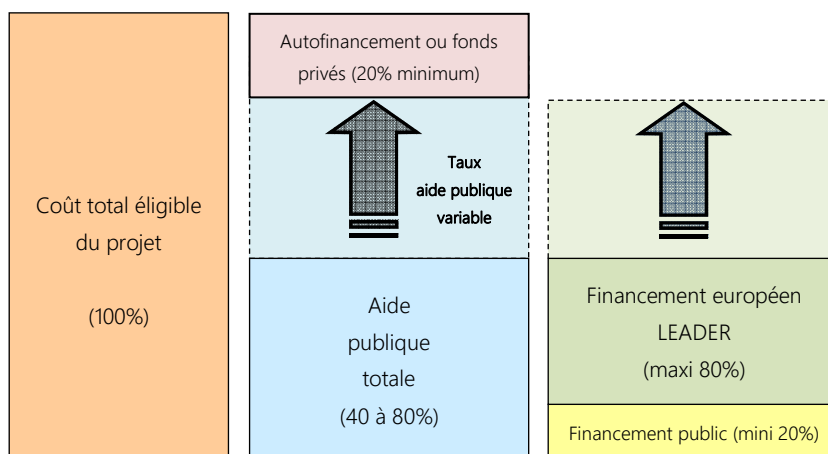 Coût total éligible
du projet
(100%)
Autofinancement ou fonds
privés (20% minimum)
Taux
aide publique
variable
Aide
publique
totale
(40 à 80%)
Financement européen
LEADER
(maxi 80%)
Financement public (mini 20%)